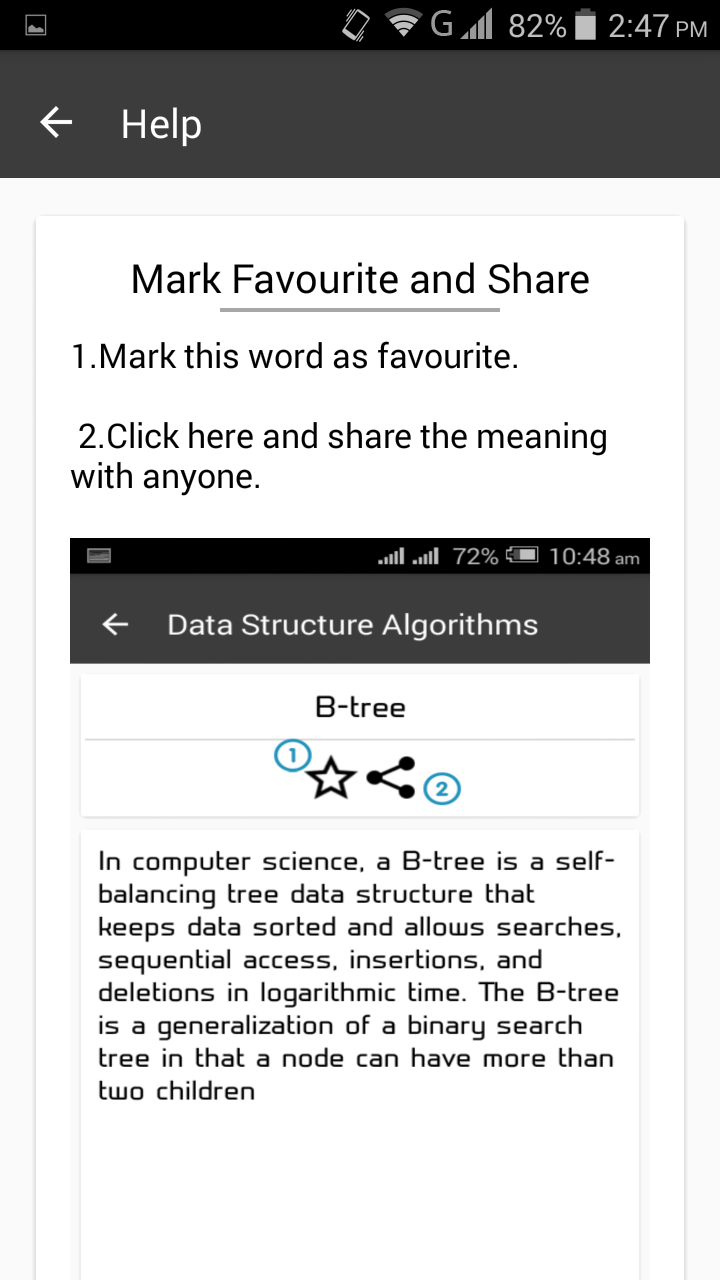 G 82% 2:47 PM
Help
Mark Favourite and Share
1.Mark this word as favourite.
2.Click here and share the meaning
with anyone.
72% 10:48 am
Data Structure Algorithms
B-tree
1
2
In computer science, a B-tree is a self-
balancing tree data structure that
keeps data sorted and allows searches,
sequential access, insertions, and
deletions in logarithmic time. The B-tree
is a generalization of a binary search
tree in that a node can have more than
two children